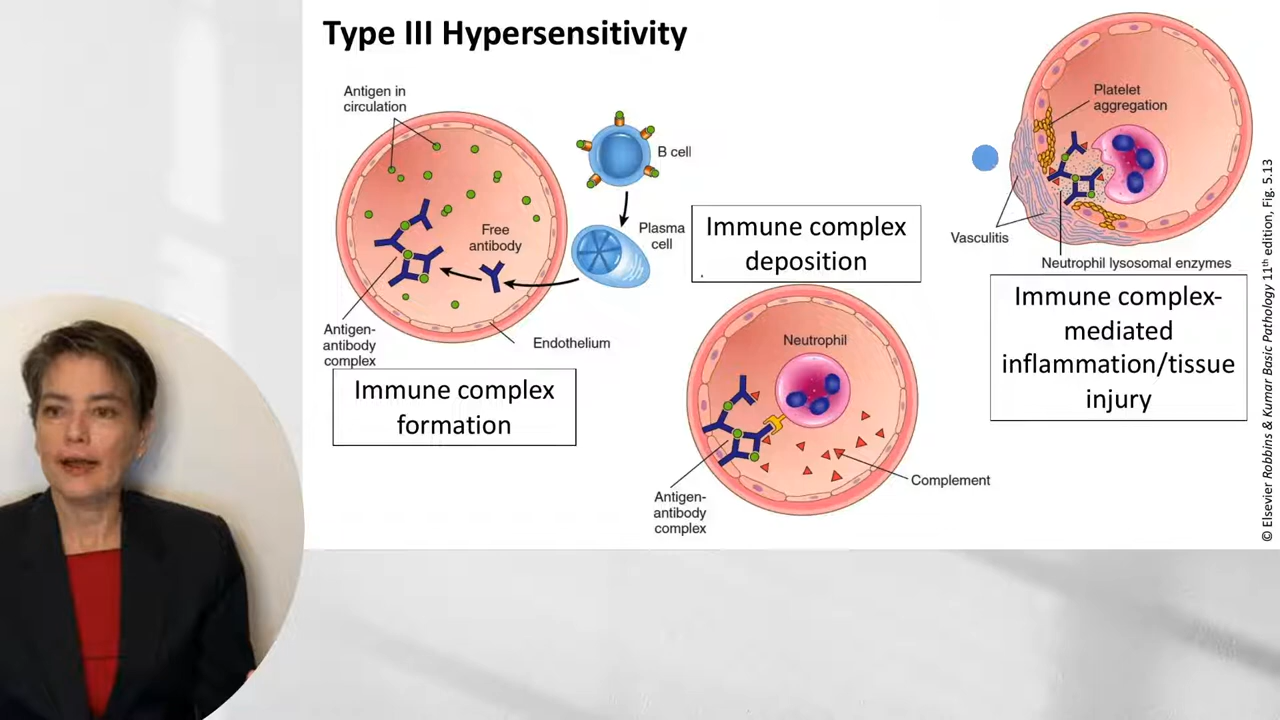 Type III Hypersensitivity
Antigen in
circulation
B cell
Free
antibody
Plasma
cell
Antigen-
antibody
complex
Endothelium
Immune complex
formation
Immune complex
deposition
Neutrophil
Antigen-
antibody
complex
Complement
Platelet
aggregation
Vasculitis
Neutrophil lysosomal enzymes
Immune complex-
mediated
inflammation/tissue
injury
© Elsevier Robbins & Kumar Basic Pathology 11th edition, Fig. 5.13